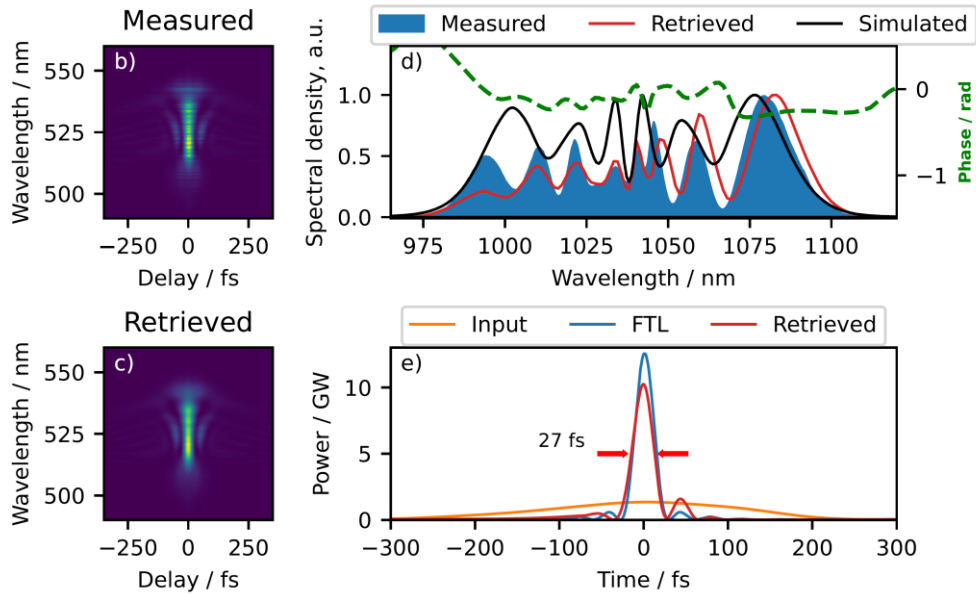 Measured
b)
Wavelength / nm
550
525
500
−250
0
250
Delay / fs
Measured
Retrieved
Simulated
d)
Spectral density, a.u.
1.0
0.5
0.0
975
1000
1025
1050
1075
1100
Wavelength / nm
0
−1
Phase / rad
Retrieved
c)
Wavelength / nm
550
525
500
−250
0
250
Delay / fs
Input
FTL
Retrieved
e)
Power / GW
10
5
0
27 fs
−300
−200
−100
0
100
200
300
Time / fs